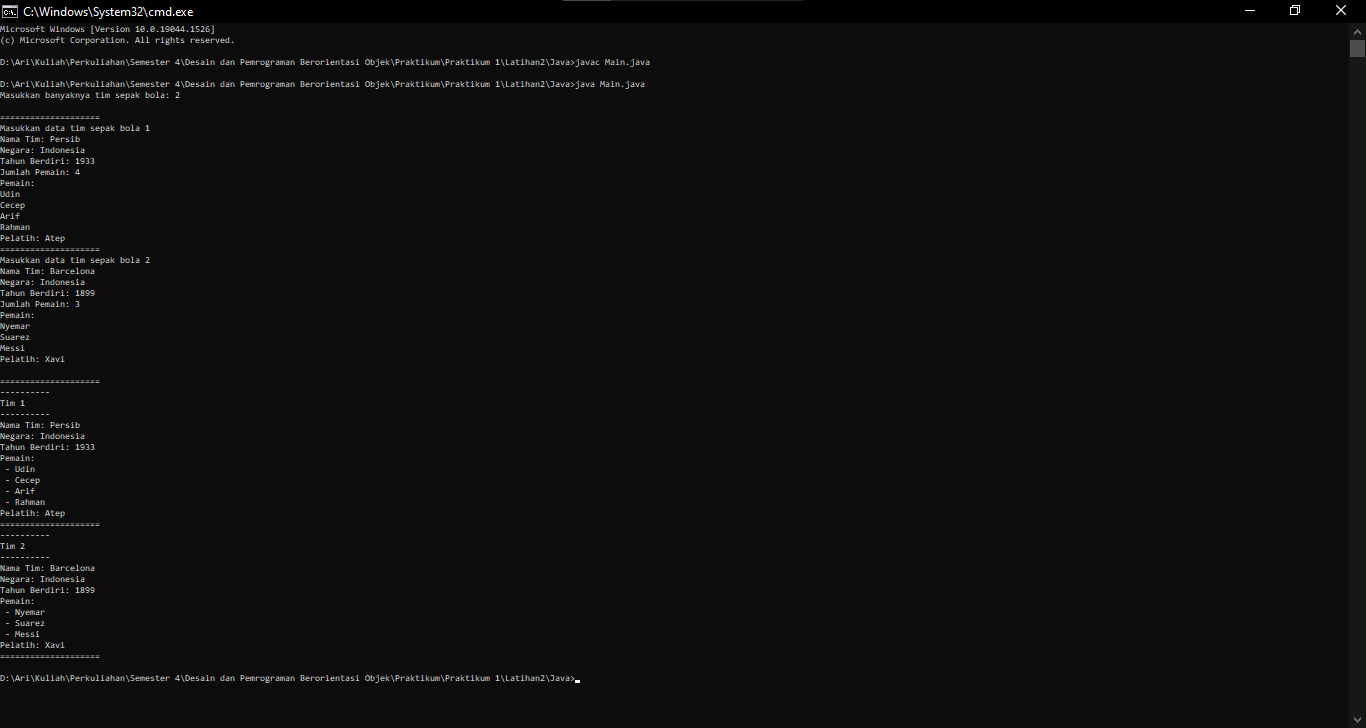 C:\Windows\System32\cmd.exe
Microsoft Windows [Version 10.0.19044.1526]
(c) Microsoft Corporation. All rights reserved.
D:\Ari\Kuliah\Perkuliahan\Semester 4\Desain dan Pemrograman Berorientasi Objek\Praktikum\Praktikum 1\Latihan2\Java>javac Main.java
D:\Ari\Kuliah\Perkuliahan\Semester 4\Desain dan Pemrograman Berorientasi Objek\Praktikum\Praktikum 1\Latihan2\Java>java Main.java
Masukkan banyaknya tim sepak bola: 2
====================
Masukkan data tim sepak bola 1
Nama Tim: Persib
Negara: Indonesia
Tahun Berdiri: 1933
Jumlah Pemain: 4
Pemain:
Udin
Cecep
Arif
Rahman
Pelatih: Atep
====================
Masukkan data tim sepak bola 2
Nama Tim: Barcelona
Negara: Indonesia
Tahun Berdiri: 1899
Jumlah Pemain: 3
Pemain:
Nyemar
Suarez
Messi
Pelatih: Xavi
====================
----------
Tim 1
----------
Nama Tim: Persib
Negara: Indonesia
Tahun Berdiri: 1933
Pemain:
 - Udin
 - Cecep
 - Arif
 - Rahman
Pelatih: Atep
====================
----------
Tim 2
----------
Nama Tim: Barcelona
Negara: Indonesia
Tahun Berdiri: 1899
Pemain:
 - Nyemar
 - Suarez
 - Messi
Pelatih: Xavi
====================
D:\Ari\Kuliah\Perkuliahan\Semester 4\Desain dan Pemrograman Berorientasi Objek\Praktikum\Praktikum 1\Latihan2\Java>